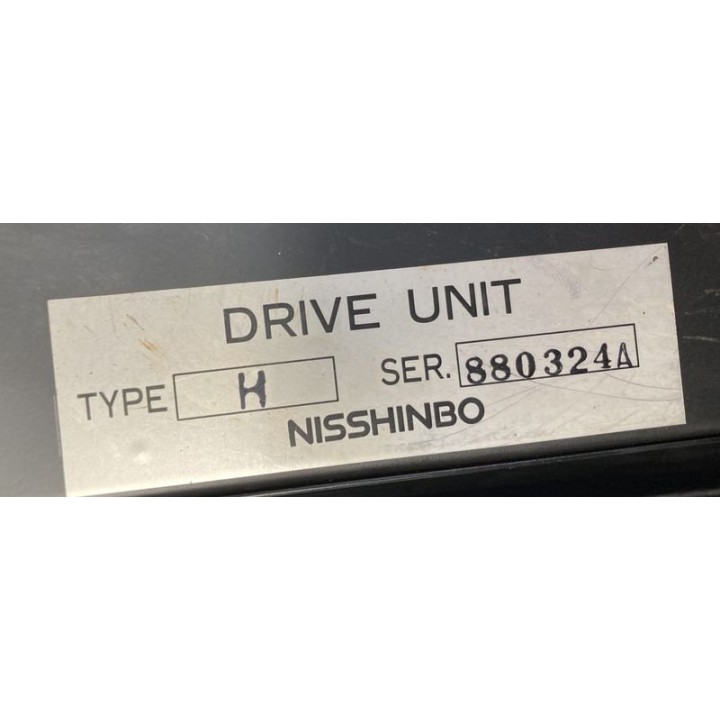 DRIVE UNIT
TYPE H SER. 880324A
NISSHINBO